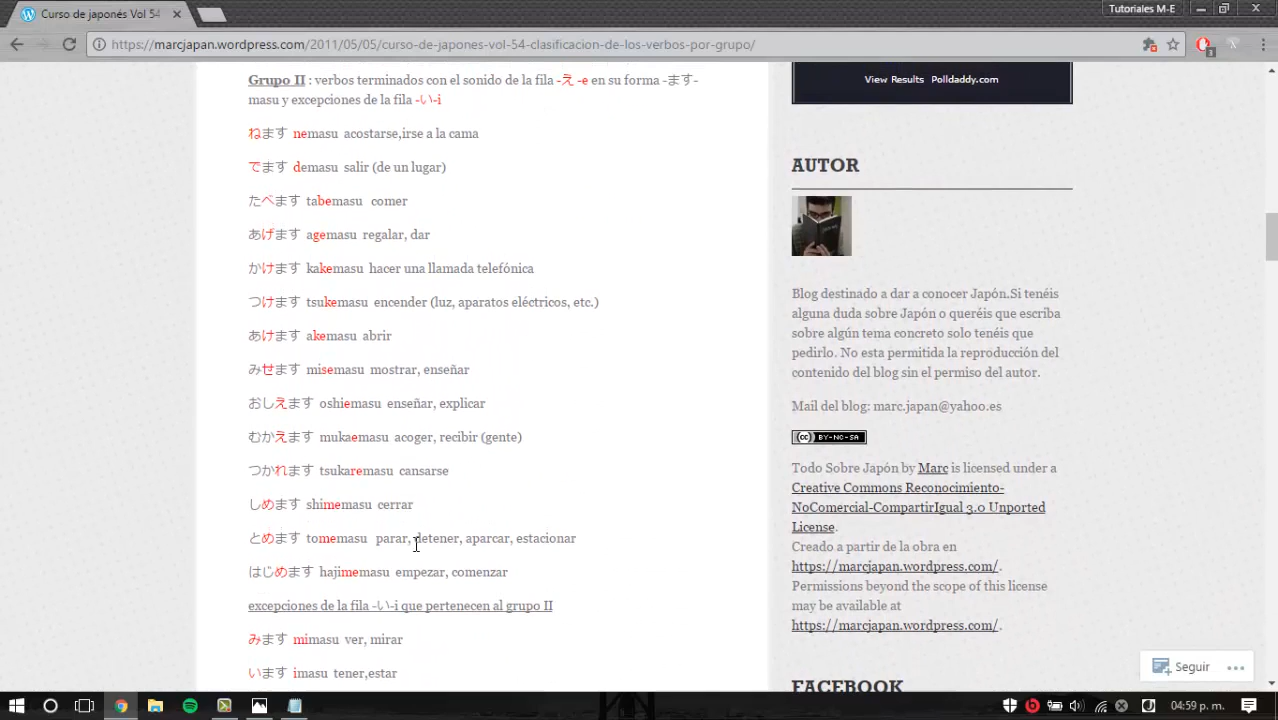 Curso de japonés Vol 54
Tutoriales M-E
https://marcjapan.wordpress.com/2011/05/05/curso-de-japones-vol-54-clasificacion-de-los-verbos-por-grupo/
1
Grupo II : verbos terminados con el sonido de la fila -え -e en su forma -ます-
masu y excepciones de la fila -い-i
ねます nemasu acostarse,irse a la cama
でます demasu salir (de un lugar)
たべます tabemasu comer
あげます agemasu regalar, dar
かけます kakemasu hacer una llamada telefónica
つけます tsukemasu encender (luz, aparatos eléctricos, etc.)
あけます akemasu abrir
みせます misemasu mostrar, enseñar
おしえます oshiemasu enseñar, explicar
むかえます mukaemasu acoger, recibir (gente)
つかれます tsukaremasu cansarse
しめます shimemasu cerrar
とめます tomemasu parar, detener, aparcar, estacionar
はじめます hajimemasu empezar, comenzar
excepciones de la fila -い-i que pertenecen al grupo II
みます mimasu ver, mirar
います imasu tener,estar
View Results Polldaddy.com
AUTOR
Blog destinado a dar a conocer Japón.Si tenéis
alguna duda sobre Japón o queréis que escriba
sobre algún tema concreto solo tenéis que
pedirlo. No esta permitida la reproducción del
contenido del blog sin el permiso del autor.
Mail del blog: marc.japan@yahoo.es
cc BY-NC-SA
Todo Sobre Japón by Marc is licensed under a
Creative Commons Reconocimiento-
NoComercial-CompartirIgual 3.0 Unported
License.
Creado a partir de la obra en
https://marcjapan.wordpress.com/.
Permissions beyond the scope of this license
may be available at
https://marcjapan.wordpress.com/.
FACEBOOK
Seguir
04:59 p. m.